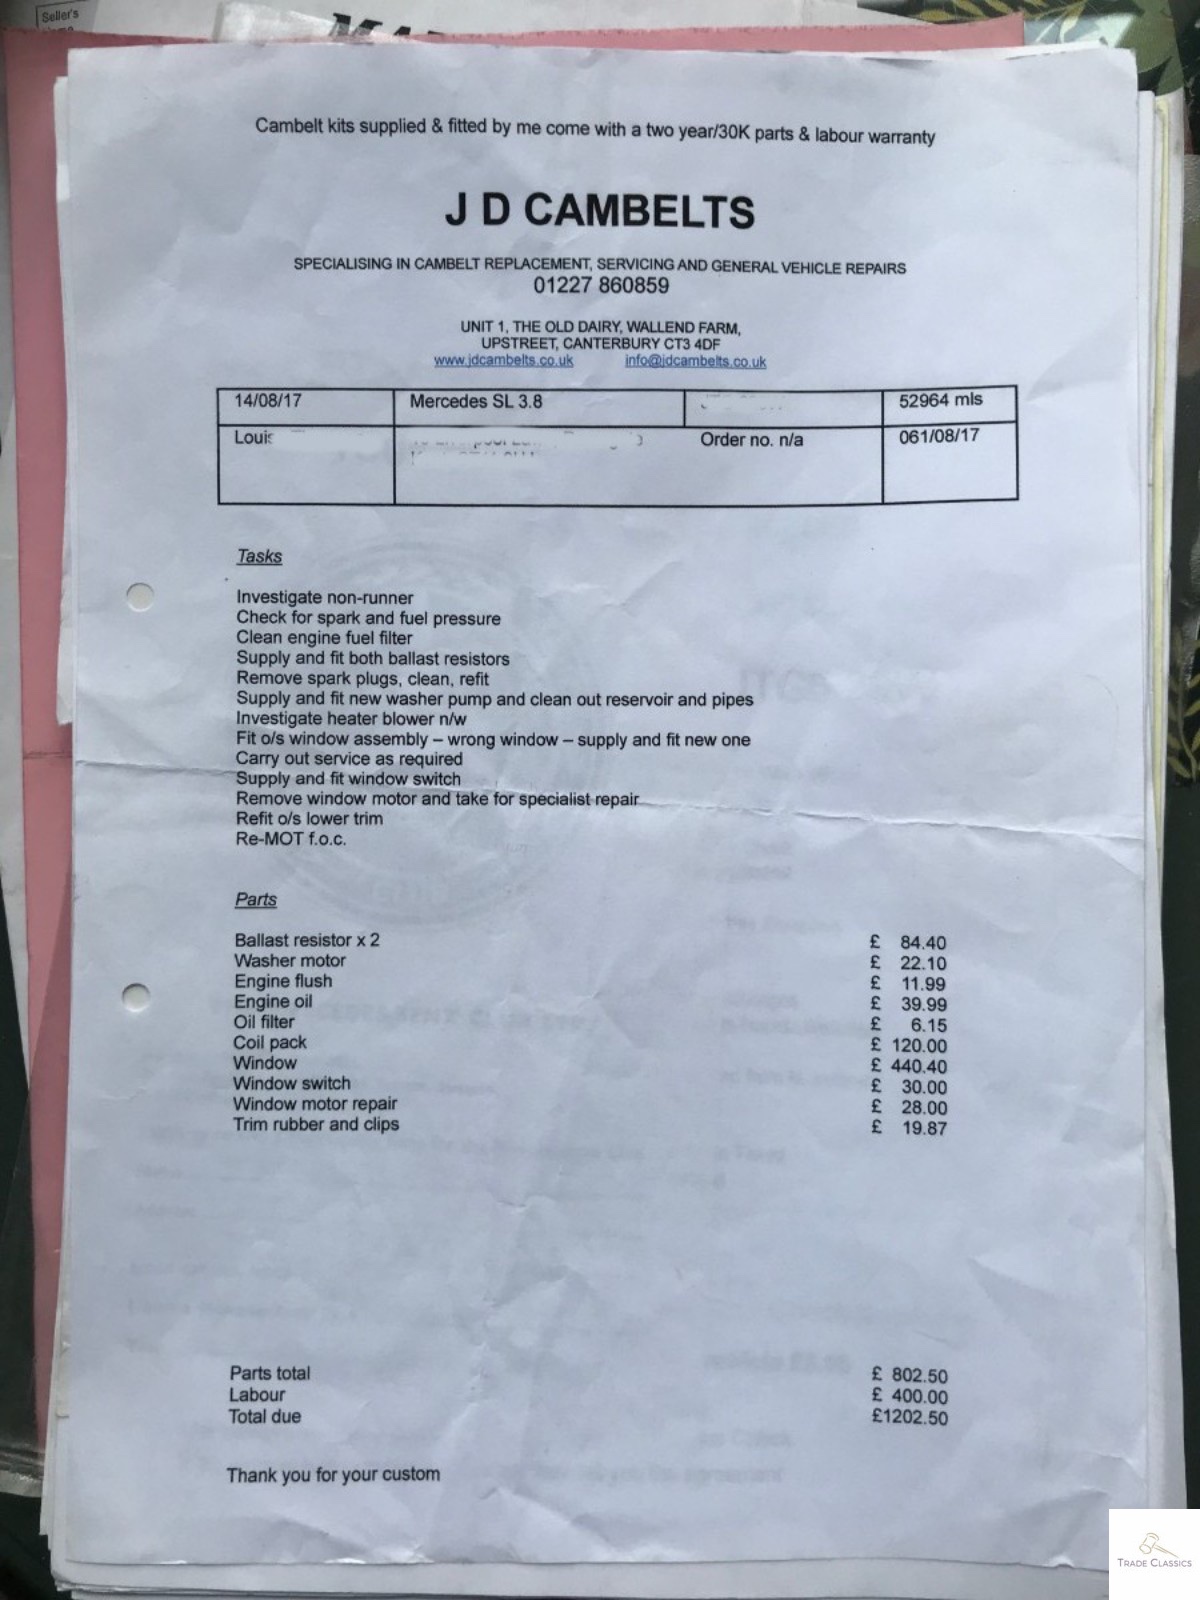 Seller's
Cambelt kits supplied & fitted by me come with a two year/30K parts & labour warranty
J D CAMBELTS
SPECIALISING IN CAMBELT REPLACEMENT, SERVICING AND GENERAL VEHICLE REPAIRS
01227 860859
UNIT 1, THE OLD DAIRY, WALLEND FARM,
UPSTREET, CANTERBURY CT3 4DF
www.jdcambelts.co.uk info@jdcambelts.co.uk
14/08/17 Mercedes SL 3.8 52964 mls
Louis Order no. n/a 061/08/17
Tasks
Investigate non-runner
Check for spark and fuel pressure
Clean engine fuel filter
Supply and fit both ballast resistors
Remove spark plugs, clean, refit
Supply and fit new washer pump and clean out reservoir and pipes
Investigate heater blower n/w
Fit o/s window assembly – wrong window – supply and fit new one
Carry out service as required
Supply and fit window switch
Remove window motor and take for specialist repair
Refit o/s lower trim
Re-MOT f.o.c.
Parts
Ballast resistor x 2 £ 84.40
Washer motor £ 22.10
Engine flush £ 11.99
Engine oil £ 39.99
Oil filter £ 6.15
Coil pack £ 120.00
Window £ 440.40
Window switch £ 30.00
Window motor repair £ 28.00
Trim rubber and clips £ 19.87
Parts total £ 802.50
Labour £ 400.00
Total due £1202.50
Thank you for your custom
TRADE CLASSICS